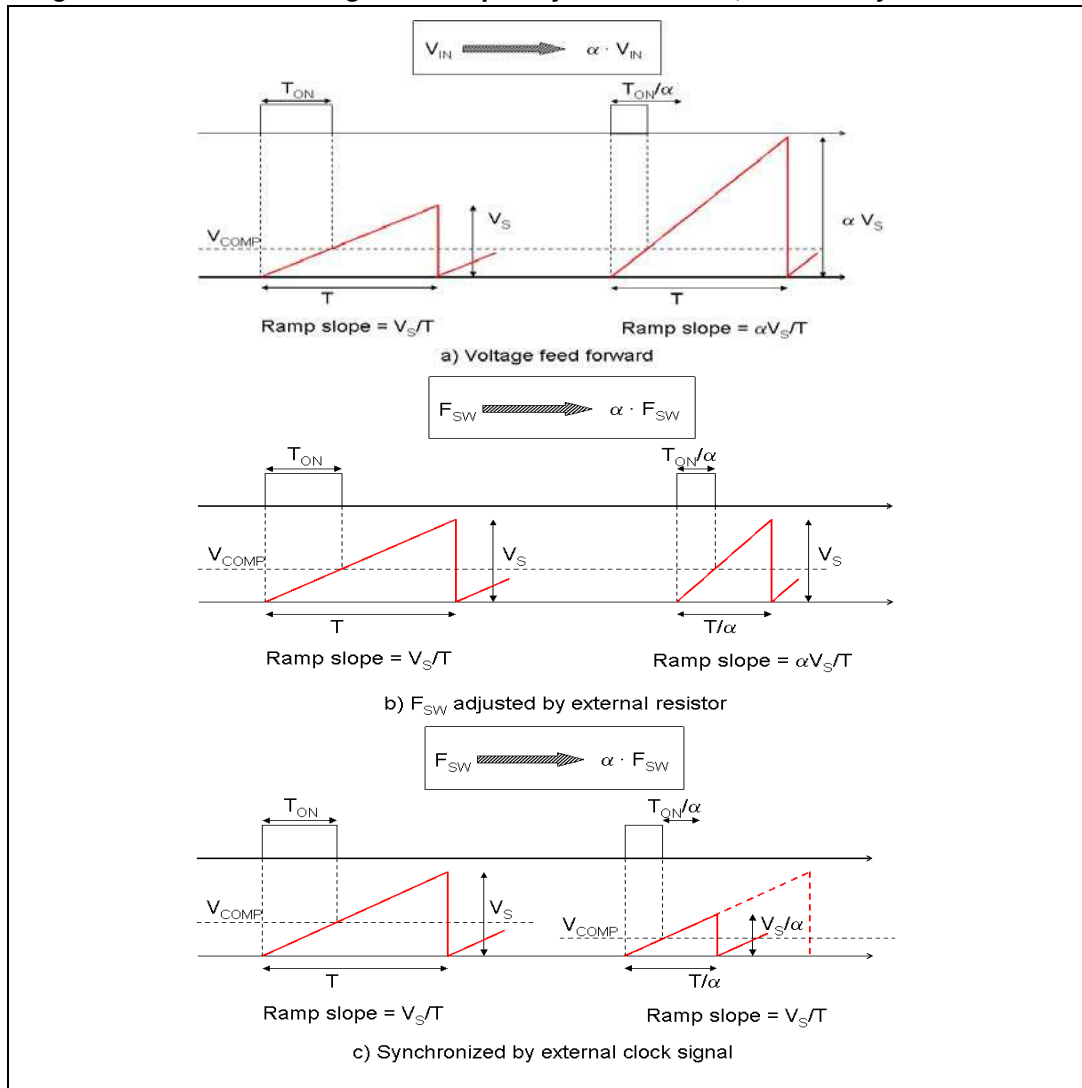 V_IN α · V_IN
T_ON T_ON/α
V_S α V_S
V_COMP
T T
Ramp slope = V_S/T Ramp slope = αV_S/T
a) Voltage feed forward
F_SW α · F_SW
T_ON T_ON/α
V_COMP V_S V_S
T T/α
Ramp slope = V_S/T Ramp slope = αV_S/T
b) F_SW adjusted by external resistor
F_SW α · F_SW
T_ON T_ON/α
V_COMP V_S V_COMP V_S/α
T T/α
Ramp slope = V_S/T Ramp slope = V_S/T
c) Synchronized by external clock signal